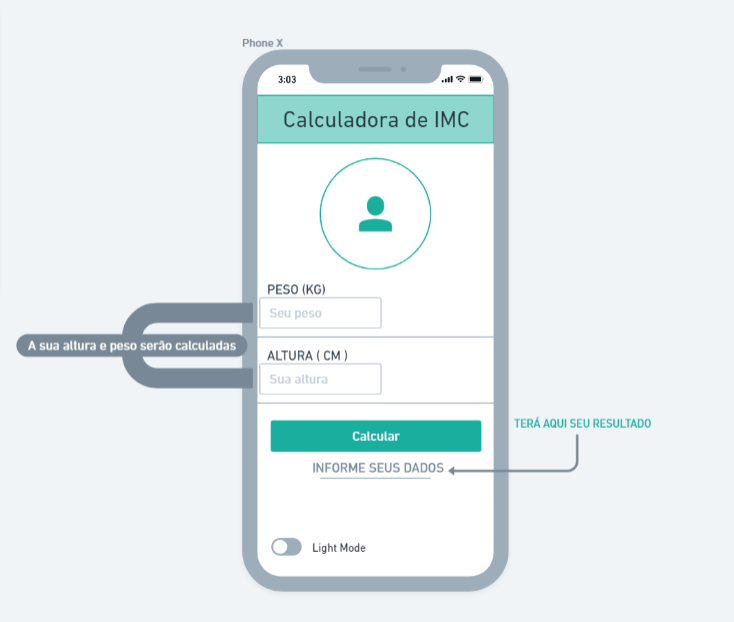 Phone X
3:03
Calculadora de IMC
PESO (KG)
Seu peso
A sua altura e peso serão calculadas
ALTURA ( CM )
Sua altura
Calcular
TERÁ AQUI SEU RESULTADO
INFORME SEUS DADOS
Light Mode